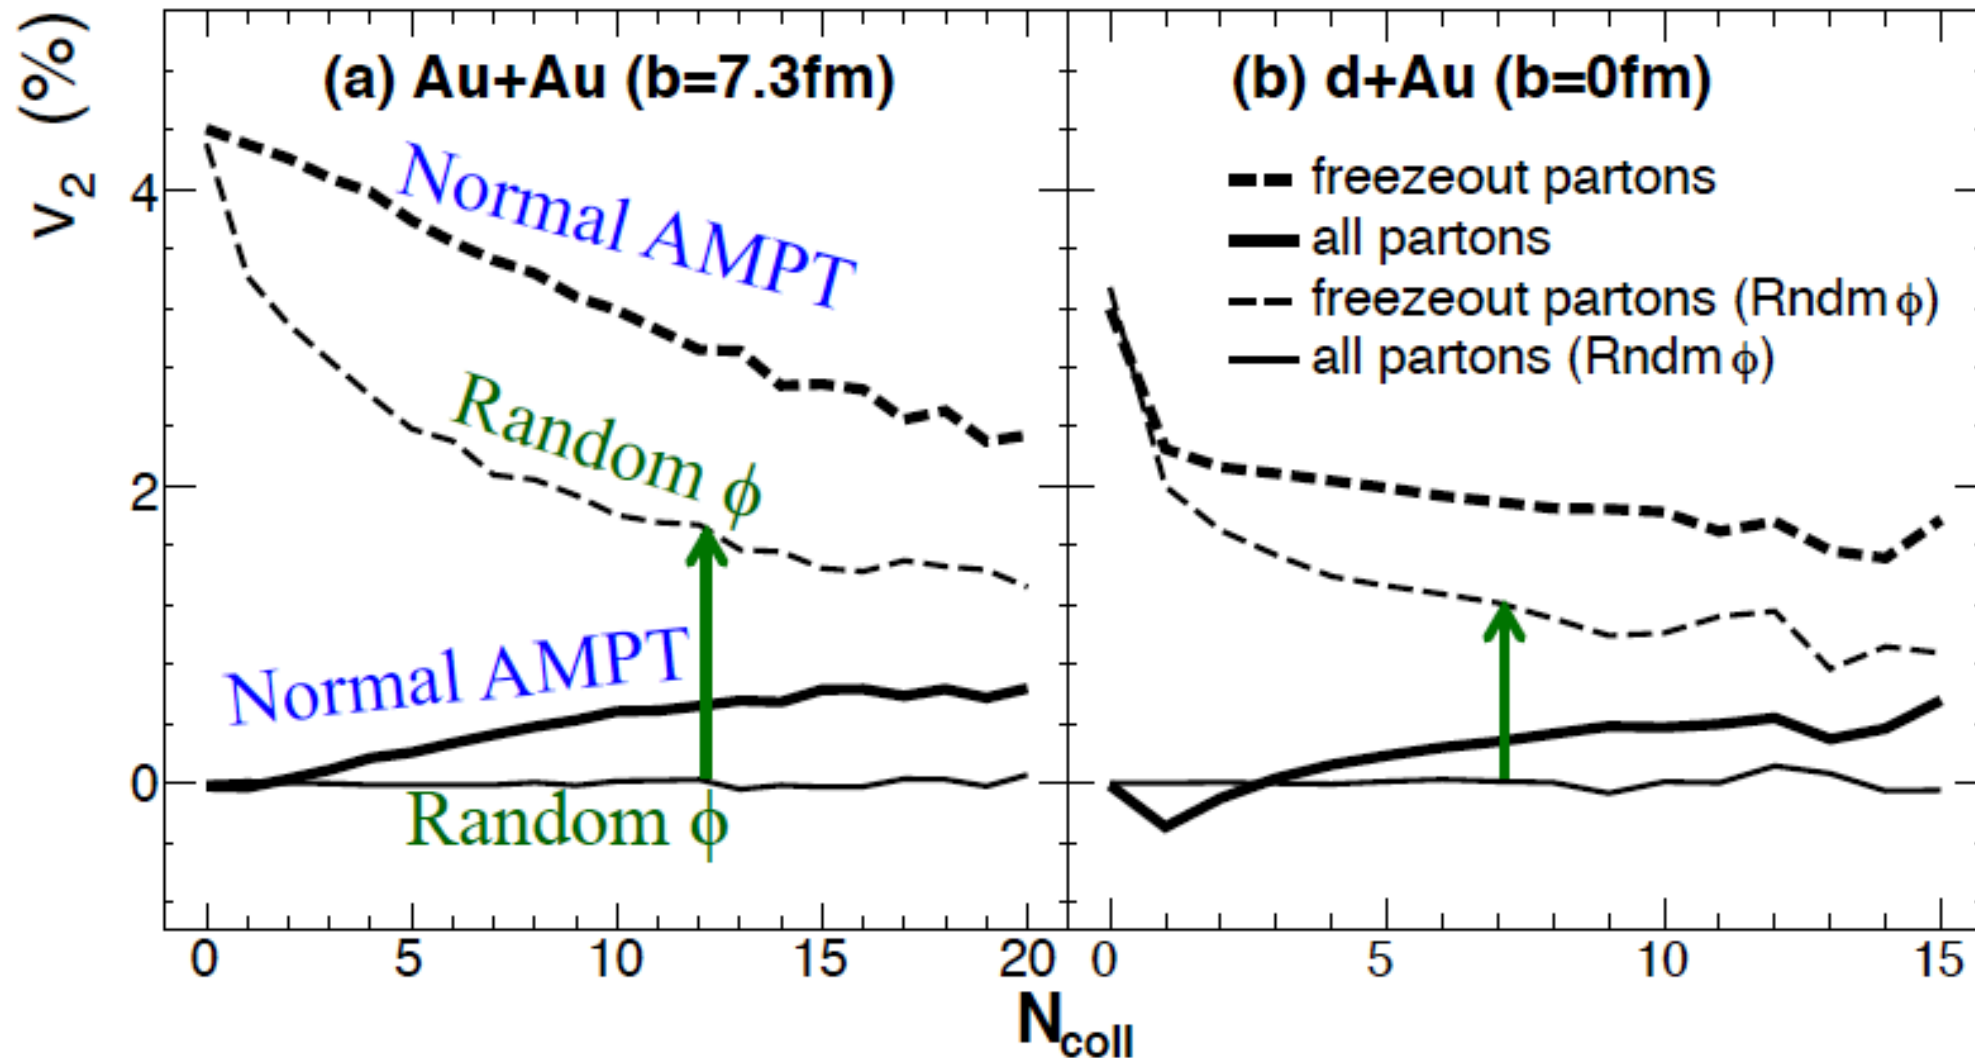 v2 (%)
(a) Au+Au (b=7.3fm)
Normal AMPT
Random ϕ
Normal AMPT
Random ϕ
4
2
0
0 5 10 15 20
(b) d+Au (b=0fm)
freezeout partons
all partons
freezeout partons (Rndm ϕ)
all partons (Rndm ϕ)
0 5 10 15
Ncoll